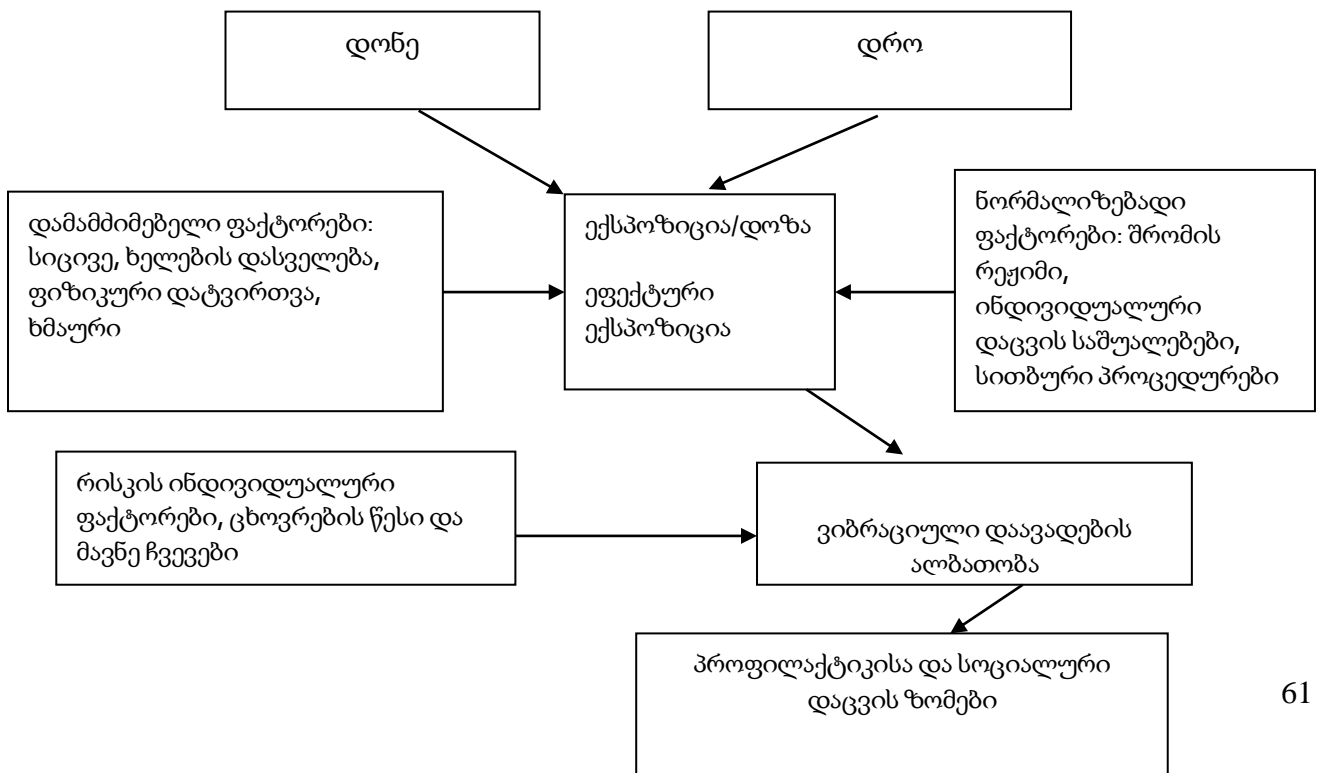 დონე
დრო
დამამძიმებელი ფაქტორები:
სიცივე, ხელების დასველება,
ფიზიკური დატვირთვა,
ხმაური
ექსპოზიცია/დოზა
ეფექტური
ექსპოზიცია
ნორმალიზებადი
ფაქტორები: შრომის
რეჟიმი,
ინდივიდუალური
დაცვის საშუალებები,
სითბური პროცედურები
რისკის ინდივიდუალური
ფაქტორები, ცხოვრების წესი და
მავნე ჩვევები
ვიბრაციული დაავადების
ალბათობა
პროფილაქტიკისა და სოციალური
დაცვის ზომები
61